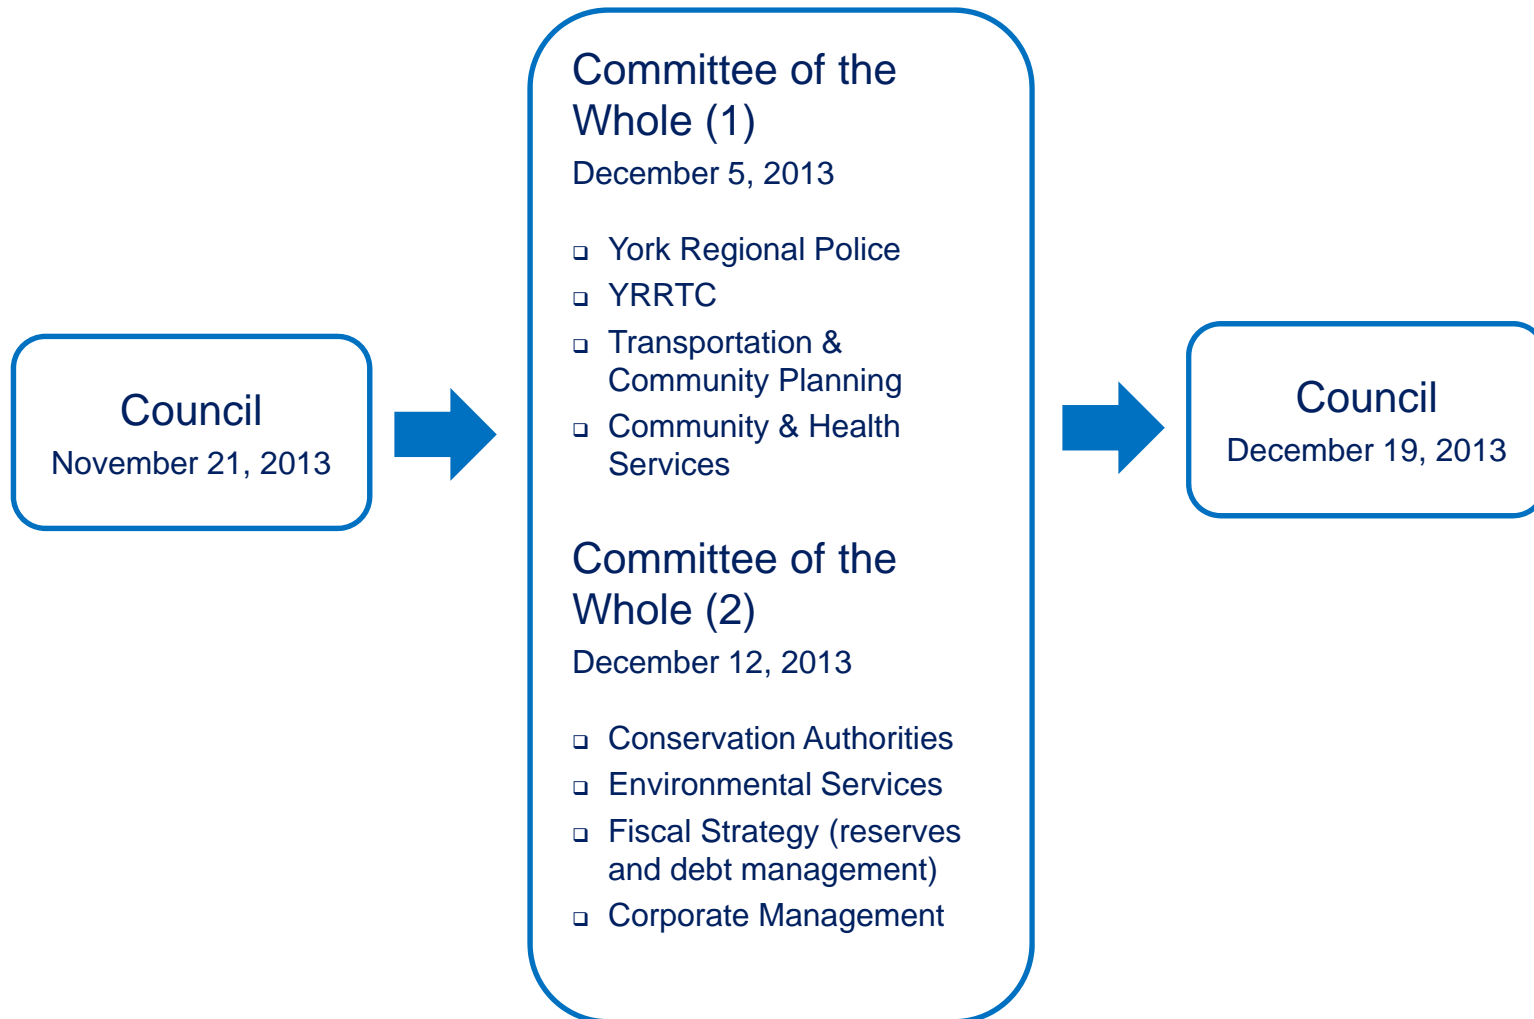 Council
November 21, 2013
Committee of the
Whole (1)
December 5, 2013
York Regional Police
YRRTC
Transportation &
Community Planning
Community & Health
Services
Committee of the
Whole (2)
December 12, 2013
Conservation Authorities
Environmental Services
Fiscal Strategy (reserves
and debt management)
Corporate Management
Council
December 19, 2013